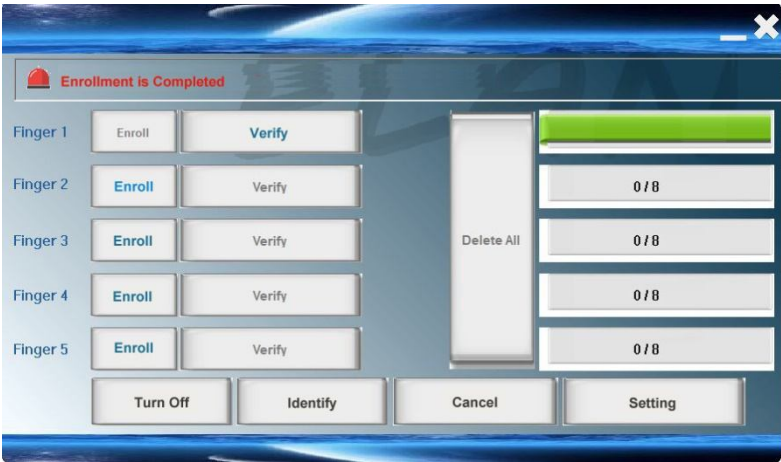 Enrollment is Completed
Finger 1 Enroll Verify
Finger 2 Enroll Verify 0 / 8
Finger 3 Enroll Verify Delete All 0 / 8
Finger 4 Enroll Verify 0 / 8
Finger 5 Enroll Verify 0 / 8
Turn Off Identify Cancel Setting